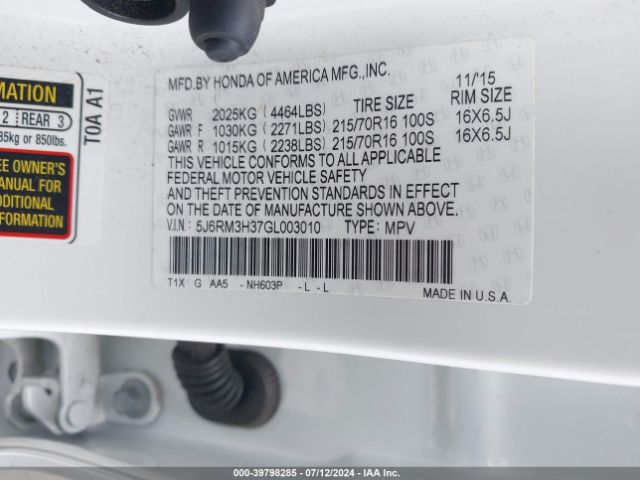 MATION
2 REAR 3
85kg or 850lbs.
EE OWNER'S
ANUAL FOR
DDITIONAL
FORMATION
T0A A1
MFD.BY HONDA OF AMERICA MFG.,INC. 11/15
GVWR 2025KG (4464LBS) TIRE SIZE RIM SIZE
GAWR F 1030KG (2271LBS) 215/70R16 100S 16X6.5J
GAWR R 1015KG (2238LBS) 215/70R16 100S 16X6.5J
THIS VEHICLE CONFORMS TO ALL APPLICABLE
FEDERAL MOTOR VEHICLE SAFETY
AND THEFT PREVENTION STANDARDS IN EFFECT
ON THE DATE OF MANUFACTURE SHOWN ABOVE.
V.I.N.: 5J6RM3H37GL003010 TYPE: MPV
T1X G AA5 -NH603P -L -L
MADE IN U.S.A.
000-39798285 - 07/12/2024 - IAA Inc.